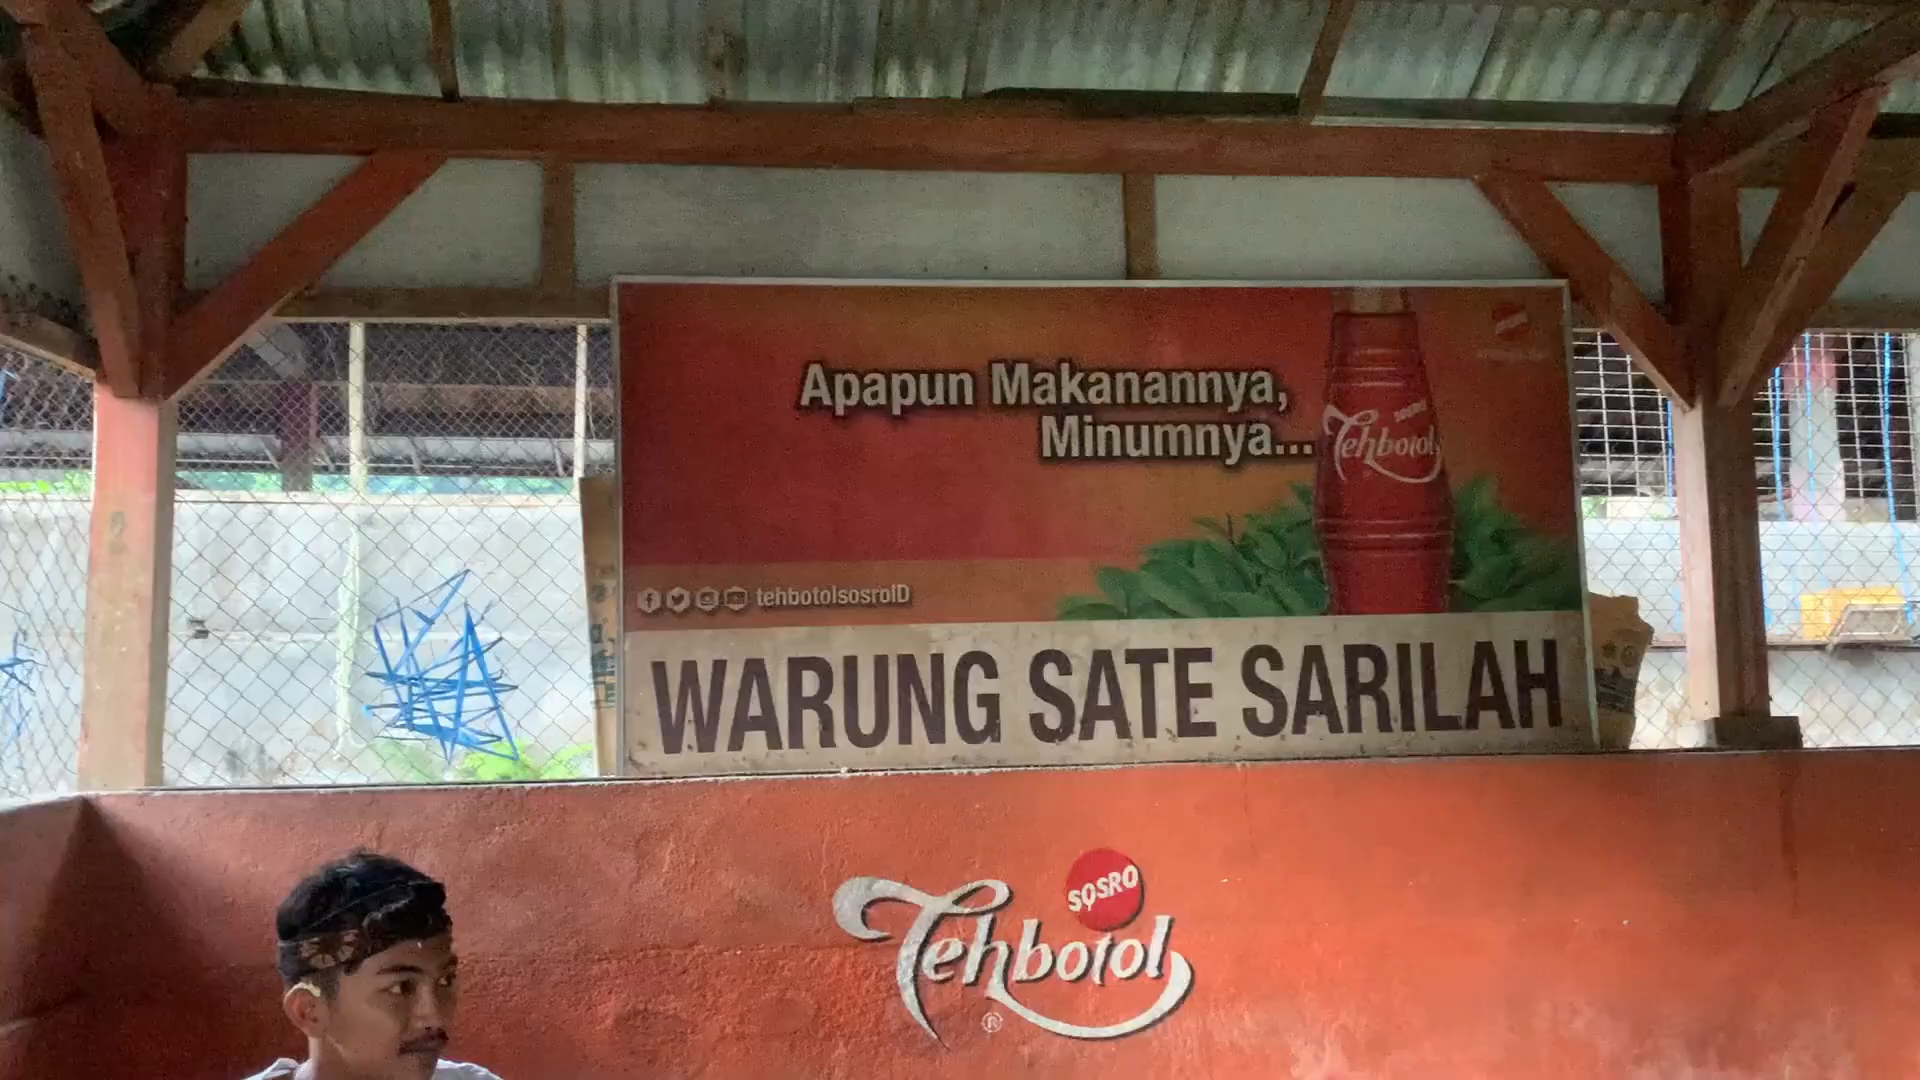 Apapun Makanannya,
Minumnya...
SOSRO
Tehbotol
tehbotolsosroID
WARUNG SATE SARILAH
SOSRO
Tehbotol
®